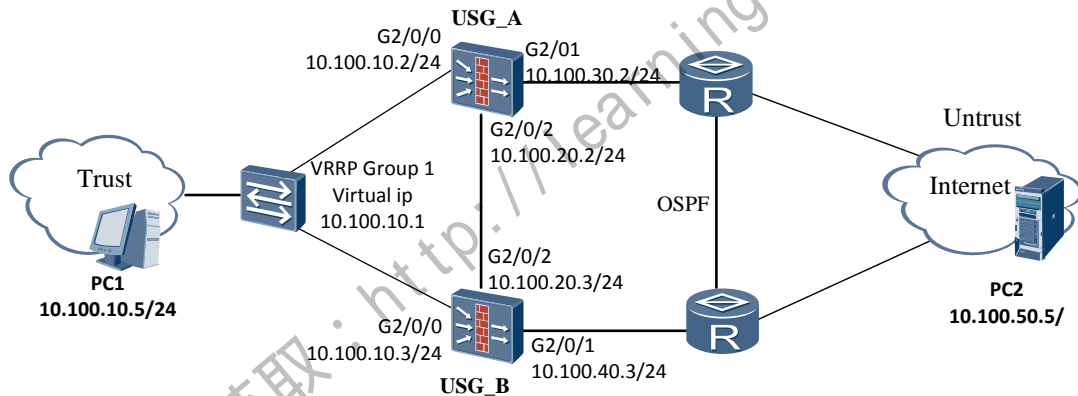 USG_A
G2/0/0
10.100.10.2/24
G2/01
10.100.30.2/24
G2/0/2
10.100.20.2/24
Untrust
Trust
VRRP Group 1
Virtual ip
10.100.10.1
Internet
OSPF
R
PC1
10.100.10.5/24
G2/0/2
10.100.20.3/24
PC2
10.100.50.5/
G2/0/0
10.100.10.3/24
G2/0/1
10.100.40.3/24
R
USG_B
取：http://learning